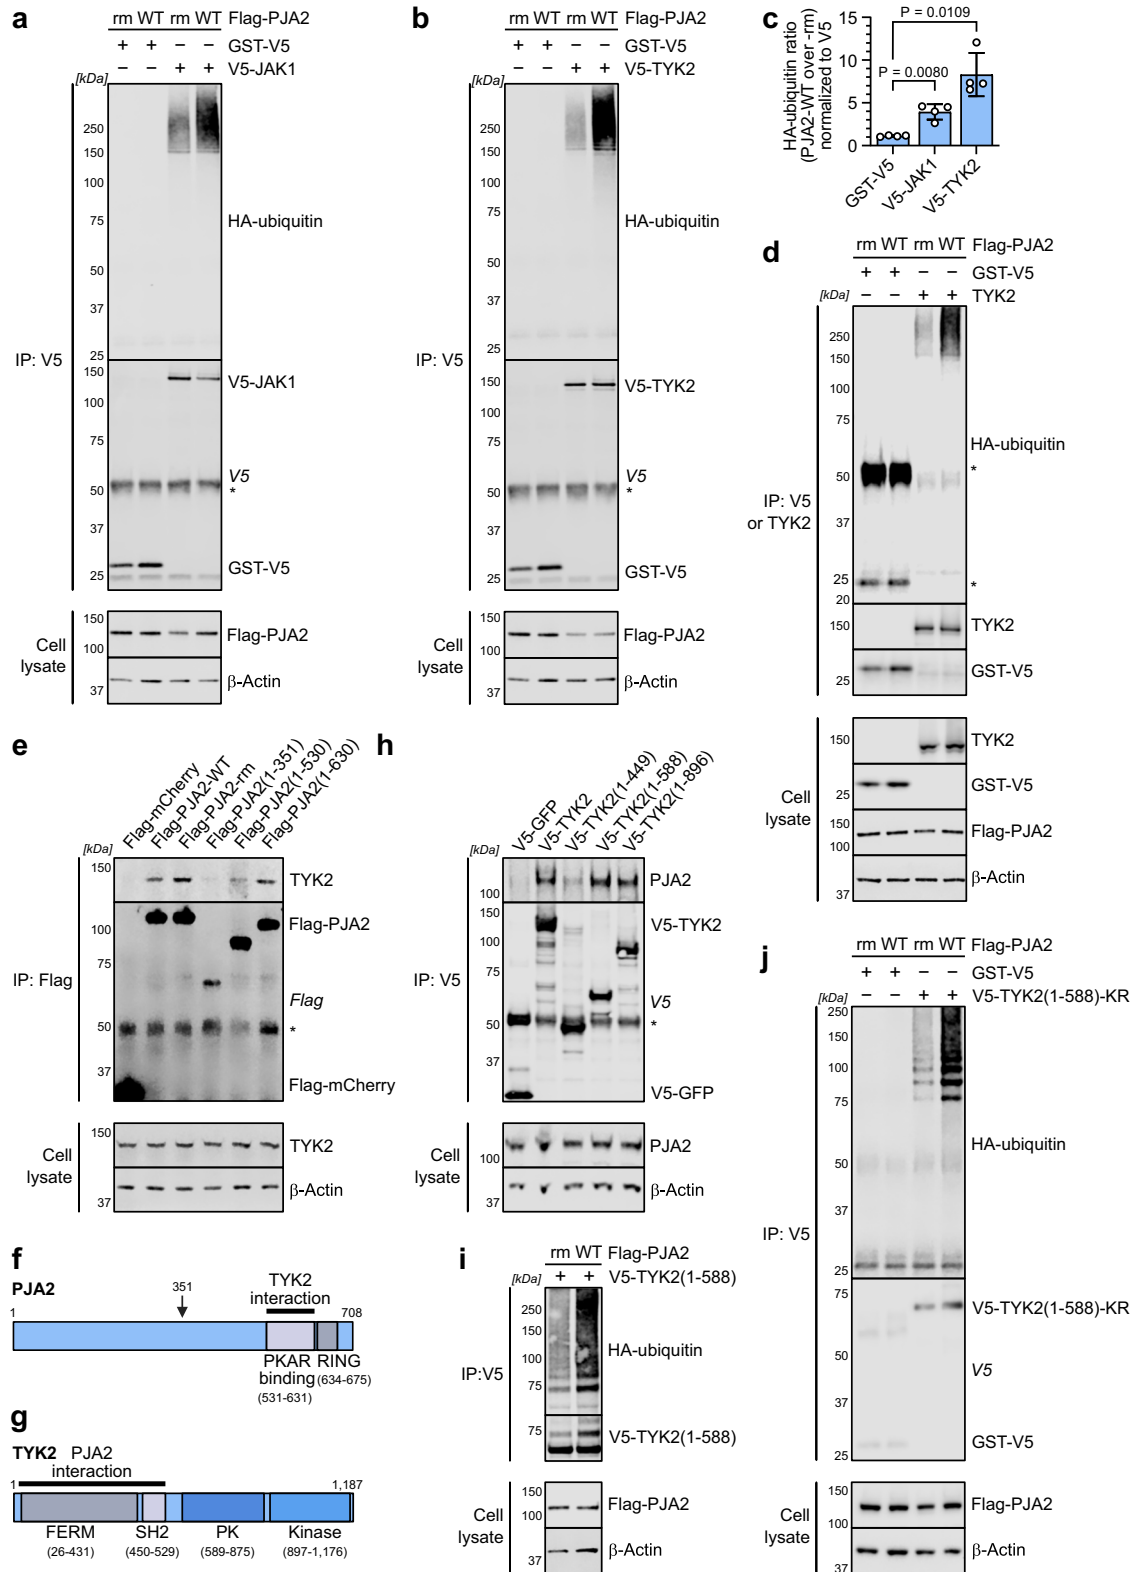 a
rm WT Flag-PJA2
+ + − − GST-V5
− − + + V5-JAK1
[kDa]
250
150
100
75
50
37
25
HA-ubiquitin
IP: V5
150
100
75
50
37
25
V5-JAK1
V5
*
GST-V5
Cell lysate
150
100
Flag-PJA2
37
β-Actin
b
rm WT Flag-PJA2
+ + − − GST-V5
− − + + V5-TYK2
[kDa]
250
150
100
75
50
37
25
HA-ubiquitin
IP: V5
150
100
75
50
37
25
V5-TYK2
V5
*
GST-V5
Cell lysate
150
100
Flag-PJA2
37
β-Actin
c
HA-ubiquitin ratio
(PJA2-WT over -rm)
normalized to V5
15
10
5
0
P = 0.0109
P = 0.0080
GST-V5
V5-JAK1
V5-TYK2
d
rm WT rm WT Flag-PJA2
+ + − − GST-V5
− − + + TYK2
[kDa]
250
150
100
75
50
37
25
20
HA-ubiquitin
*
*
IP: V5
or TYK2
150
TYK2
25
GST-V5
Cell lysate
150
TYK2
25
GST-V5
150
100
Flag-PJA2
37
β-Actin
e
Flag-mCherry
Flag-PJA2-WT
Flag-PJA2-rm
Flag-PJA2(1-351)
Flag-PJA2(1-530)
Flag-PJA2(1-630)
[kDa]
150
TYK2
100
75
50
37
Flag-PJA2
Flag
*
Flag-mCherry
IP: Flag
Cell lysate
150
TYK2
37
β-Actin
h
V5-GFP
V5-TYK2
V5-TYK2(1-449)
V5-TYK2(1-588)
V5-TYK2(1-896)
[kDa]
100
PJA2
150
100
75
50
37
V5-TYK2
V5
*
V5-GFP
IP: V5
Cell lysate
100
PJA2
37
β-Actin
f
PJA2
1
351
TYK2
interaction
708
PKAR
binding
(531-631)
RING
(634-675)
g
TYK2
PJA2
interaction
1
1,187
FERM
(26-431)
SH2
(450-529)
PK
(589-875)
Kinase
(897-1,176)
i
rm WT Flag-PJA2
+ + V5-TYK2(1-588)
[kDa]
250
150
100
75
HA-ubiquitin
IP:V5
75
V5-TYK2(1-588)
Cell lysate
150
100
Flag-PJA2
37
β-Actin
j
rm WT rm WT Flag-PJA2
+ + − − GST-V5
− − + + V5-TYK2(1-588)-KR
[kDa]
250
150
100
75
50
37
25
HA-ubiquitin
IP: V5
75
50
37
25
V5-TYK2(1-588)-KR
V5
GST-V5
Cell lysate
150
100
Flag-PJA2
37
β-Actin